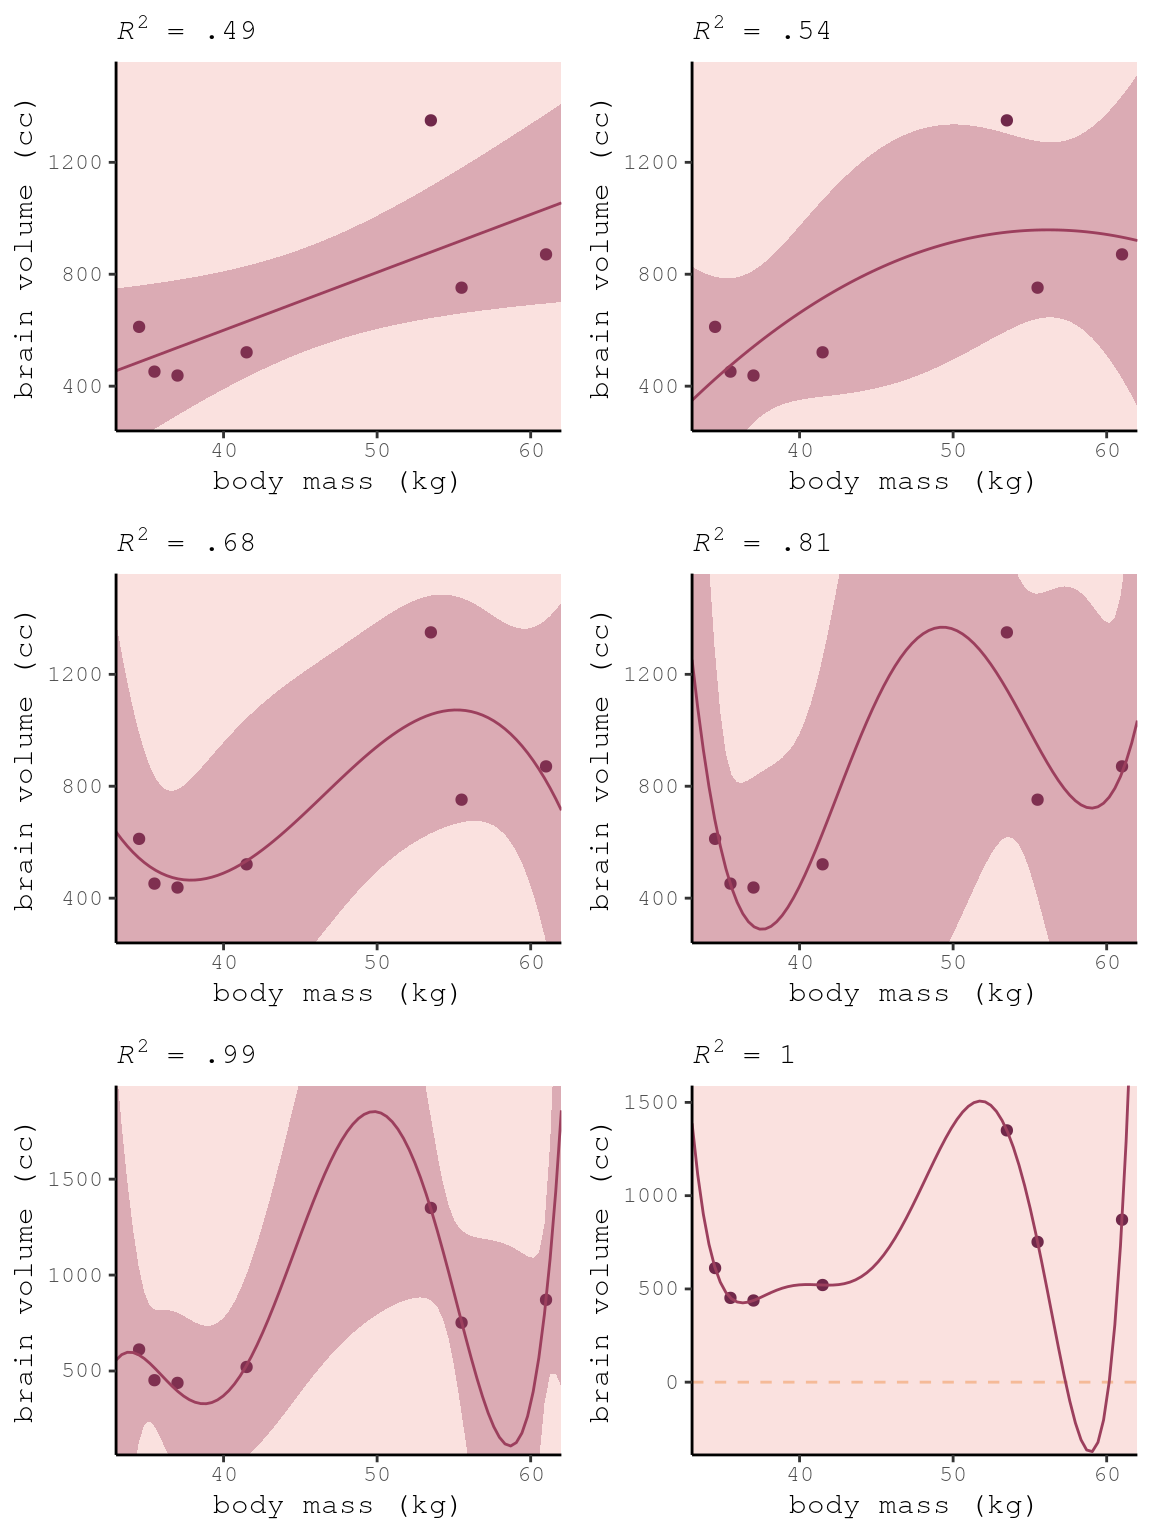 R² = .49
brain volume (cc)
1200
800
400
40 50 60
body mass (kg)
R² = .54
brain volume (cc)
1200
800
400
40 50 60
body mass (kg)
R² = .68
brain volume (cc)
1200
800
400
40 50 60
body mass (kg)
R² = .81
brain volume (cc)
1200
800
400
40 50 60
body mass (kg)
R² = .99
brain volume (cc)
1500
1000
500
40 50 60
body mass (kg)
R² = 1
brain volume (cc)
1500
1000
500
0
40 50 60
body mass (kg)